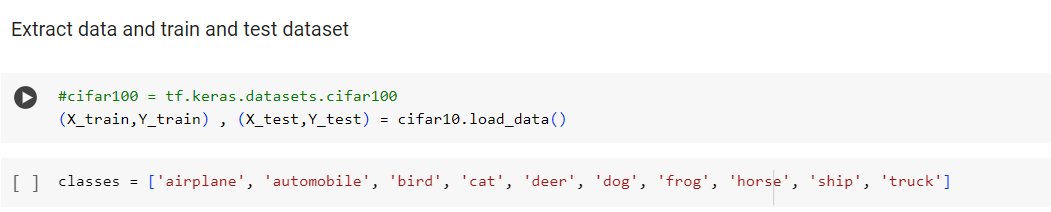 Extract data and train and test dataset
#cifar100 = tf.keras.datasets.cifar100
(X_train,Y_train) , (X_test,Y_test) = cifar10.load_data()
[ ] classes = ['airplane', 'automobile', 'bird', 'cat', 'deer', 'dog', 'frog', 'horse', 'ship', 'truck']